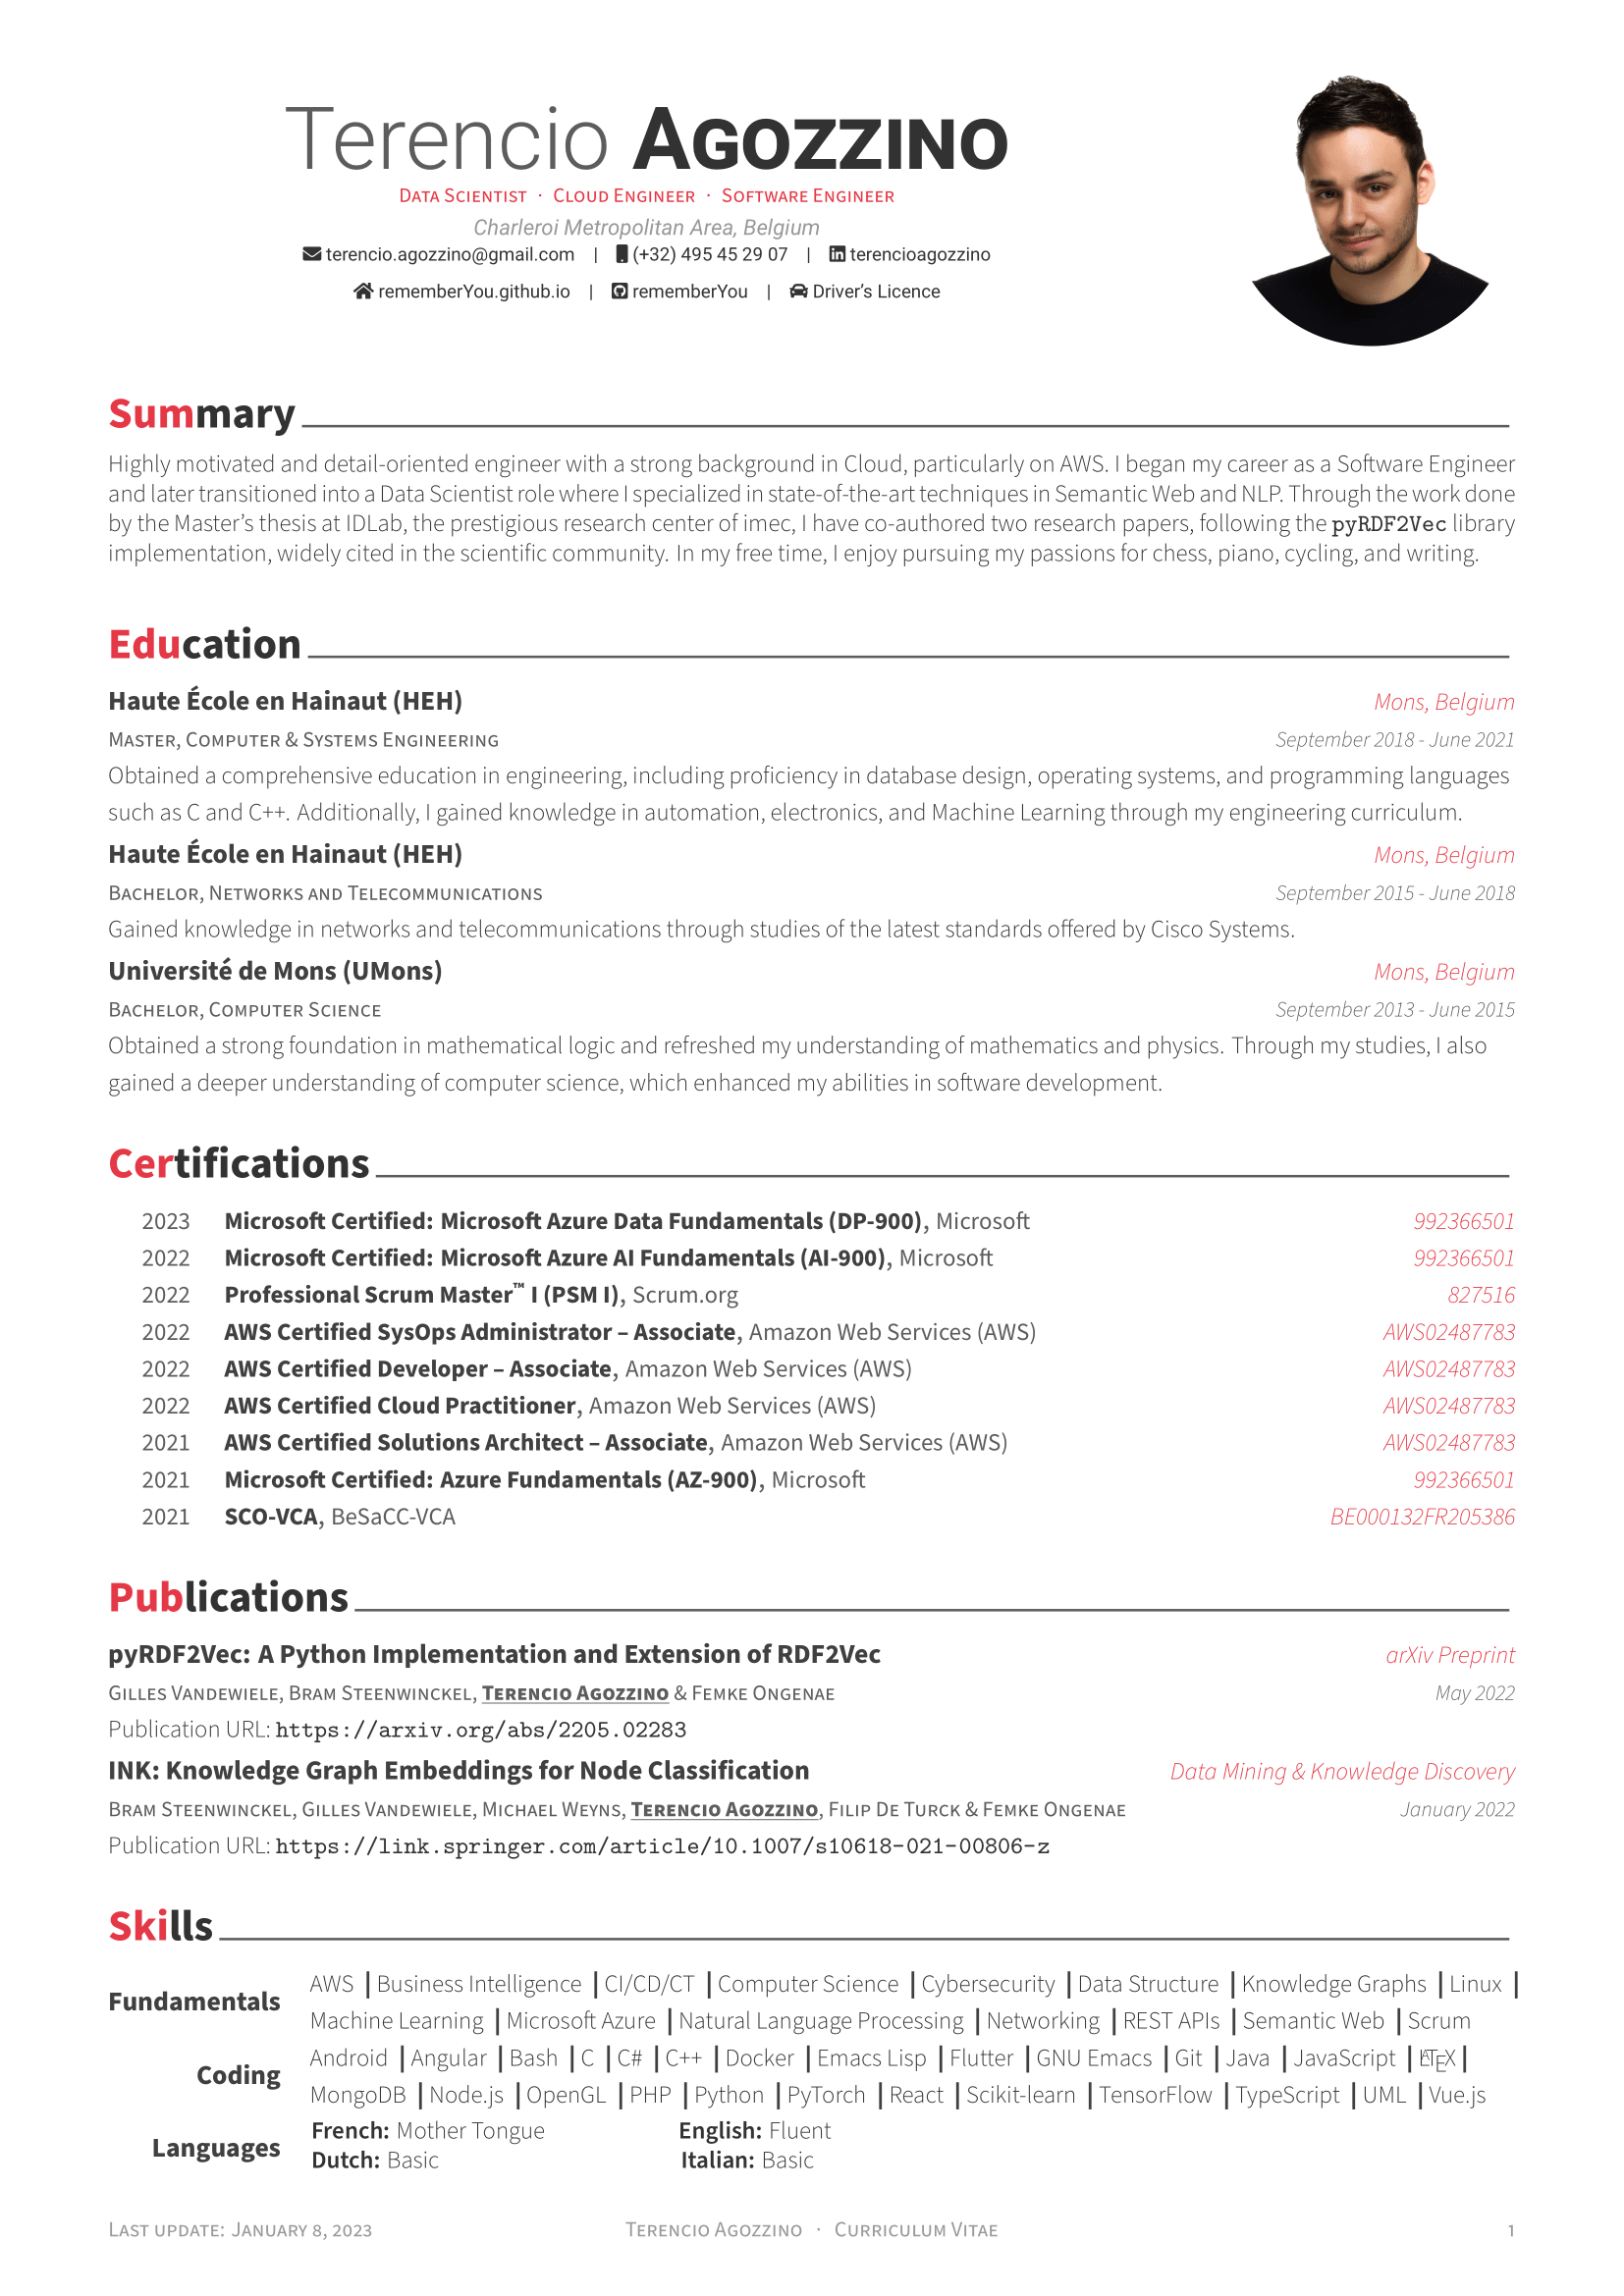 Terencio AGOZZINO
DATA SCIENTIST · CLOUD ENGINEER · SOFTWARE ENGINEER
Charleroi Metropolitan Area, Belgium
terencio.agozzino@gmail.com | (+32) 495 45 29 07 | terencioagozzino
rememberYou.github.io | rememberYou | Driver's Licence
Summary
Highly motivated and detail-oriented engineer with a strong background in Cloud, particularly on AWS. I began my career as a Software Engineer
and later transitioned into a Data Scientist role where I specialized in state-of-the-art techniques in Semantic Web and NLP. Through the work done
by the Master's thesis at IDLab, the prestigious research center of imec, I have co-authored two research papers, following the pyRDF2Vec library
implementation, widely cited in the scientific community. In my free time, I enjoy pursuing my passions for chess, piano, cycling, and writing.
Education
Haute École en Hainaut (HEH) Mons, Belgium
MASTER, COMPUTER & SYSTEMS ENGINEERING September 2018 - June 2021
Obtained a comprehensive education in engineering, including proficiency in database design, operating systems, and programming languages
such as C and C++. Additionally, I gained knowledge in automation, electronics, and Machine Learning through my engineering curriculum.
Haute École en Hainaut (HEH) Mons, Belgium
BACHELOR, NETWORKS AND TELECOMMUNICATIONS September 2015 - June 2018
Gained knowledge in networks and telecommunications through studies of the latest standards offered by Cisco Systems.
Université de Mons (UMons) Mons, Belgium
BACHELOR, COMPUTER SCIENCE September 2013 - June 2015
Obtained a strong foundation in mathematical logic and refreshed my understanding of mathematics and physics. Through my studies, I also
gained a deeper understanding of computer science, which enhanced my abilities in software development.
Certifications
2023 Microsoft Certified: Microsoft Azure Data Fundamentals (DP-900), Microsoft 992366501
2022 Microsoft Certified: Microsoft Azure AI Fundamentals (AI-900), Microsoft 992366501
2022 Professional Scrum Master™ I (PSM I), Scrum.org 827516
2022 AWS Certified SysOps Administrator – Associate, Amazon Web Services (AWS) AWS02487783
2022 AWS Certified Developer – Associate, Amazon Web Services (AWS) AWS02487783
2022 AWS Certified Cloud Practitioner, Amazon Web Services (AWS) AWS02487783
2021 AWS Certified Solutions Architect – Associate, Amazon Web Services (AWS) AWS02487783
2021 Microsoft Certified: Azure Fundamentals (AZ-900), Microsoft 992366501
2021 SCO-VCA, BeSaCC-VCA BE000132FR205386
Publications
pyRDF2Vec: A Python Implementation and Extension of RDF2Vec arXiv Preprint
GILLES VANDEWIELE, BRAM STEENWINCKEL, TERENCIO AGOZZINO & FEMKE ONGENAE May 2022
Publication URL: https://arxiv.org/abs/2205.02283
INK: Knowledge Graph Embeddings for Node Classification Data Mining & Knowledge Discovery
BRAM STEENWINCKEL, GILLES VANDEWIELE, MICHAEL WEYNS, TERENCIO AGOZZINO, FILIP DE TURCK & FEMKE ONGENAE January 2022
Publication URL: https://link.springer.com/article/10.1007/s10618-021-00806-z
Skills
Fundamentals
AWS | Business Intelligence | CI/CD/CT | Computer Science | Cybersecurity | Data Structure | Knowledge Graphs | Linux |
Machine Learning | Microsoft Azure | Natural Language Processing | Networking | REST APIs | Semantic Web | Scrum
Coding
Android | Angular | Bash | C | C# | C++ | Docker | Emacs Lisp | Flutter | GNU Emacs | Git | Java | JavaScript | LATEX |
MongoDB | Node.js | OpenGL | PHP | Python | PyTorch | React | Scikit-learn | TensorFlow | TypeScript | UML | Vue.js
Languages
French: Mother Tongue English: Fluent
Dutch: Basic Italian: Basic
LAST UPDATE: JANUARY 8, 2023 TERENCIO AGOZZINO · CURRICULUM VITAE 1